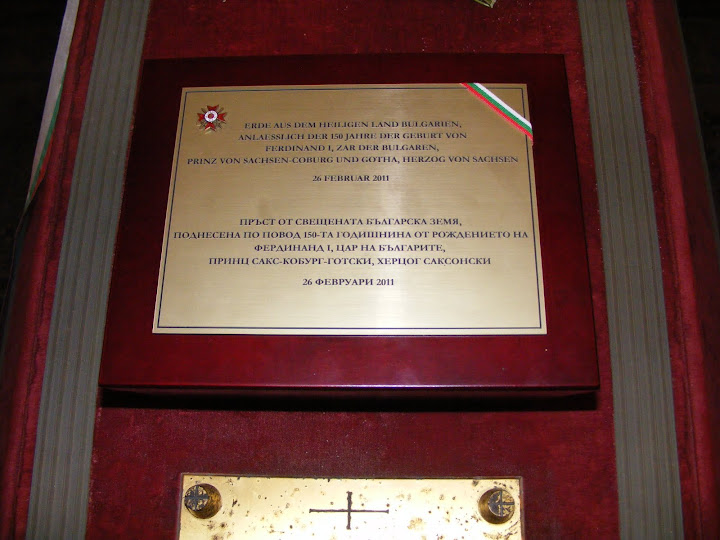 ERDE AUS DEM HEILIGEN LAND BULGARIEN,
ANLAESSLICH DER 150 JAHRE DER GEBURT VON
FERDINAND I, ZAR DER BULGAREN,
PRINZ VON SACHSEN-COBURG UND GOTHA, HERZOG VON SACHSEN
26 FEBRUAR 2011
ПРЪСТ ОТ СВЕЩЕНАТА БЪЛГАРСКА ЗЕМЯ,
ПОДНЕСЕНА ПО ПОВОД 150-ТА ГОДИШНИНА ОТ РОЖДЕНИЕТО НА
ФЕРДИНАНД I, ЦАР НА БЪЛГАРИТЕ,
ПРИНЦ САКС-КОБУРГ-ГОТСКИ, ХЕРЦОГ САКСОНСКИ
26 ФЕВРУАРИ 2011